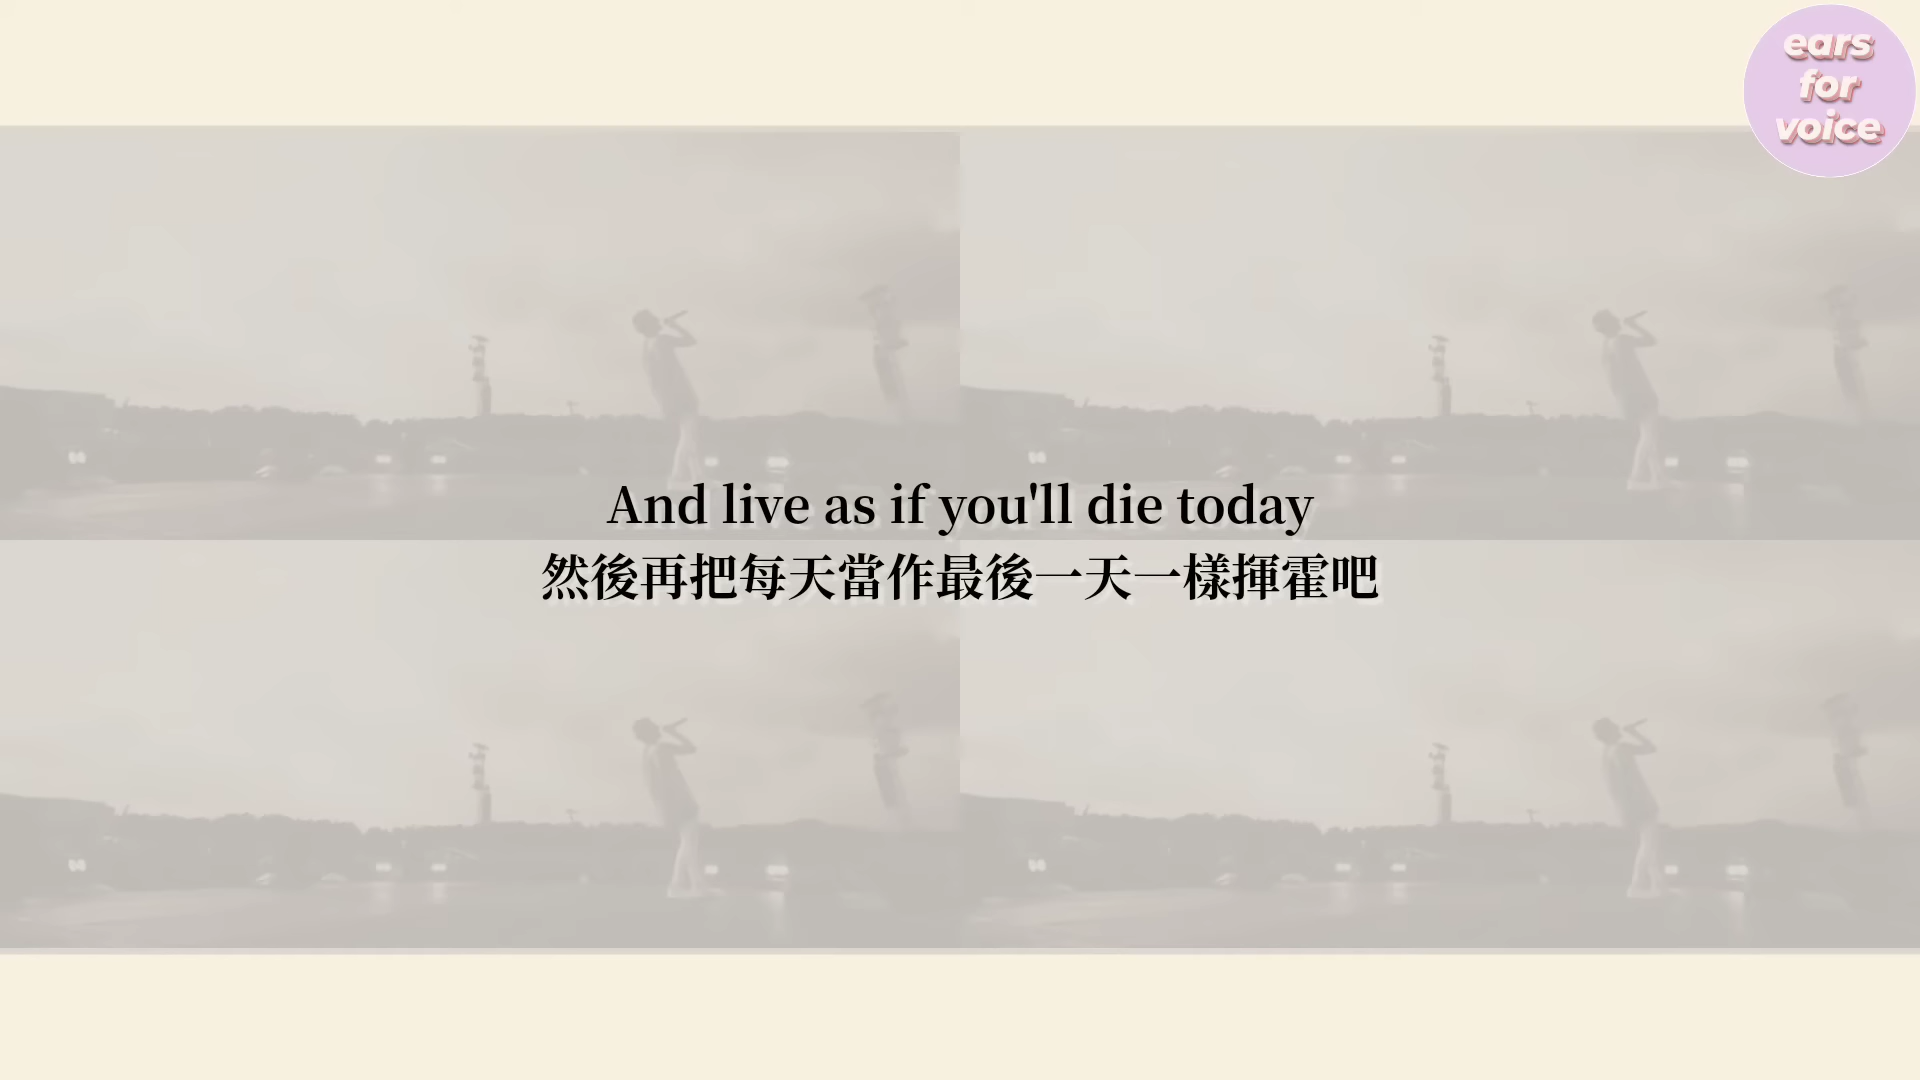 ears
for
voice
And live as if you'll die today
然後再把每天當作最後一天一樣揮霍吧